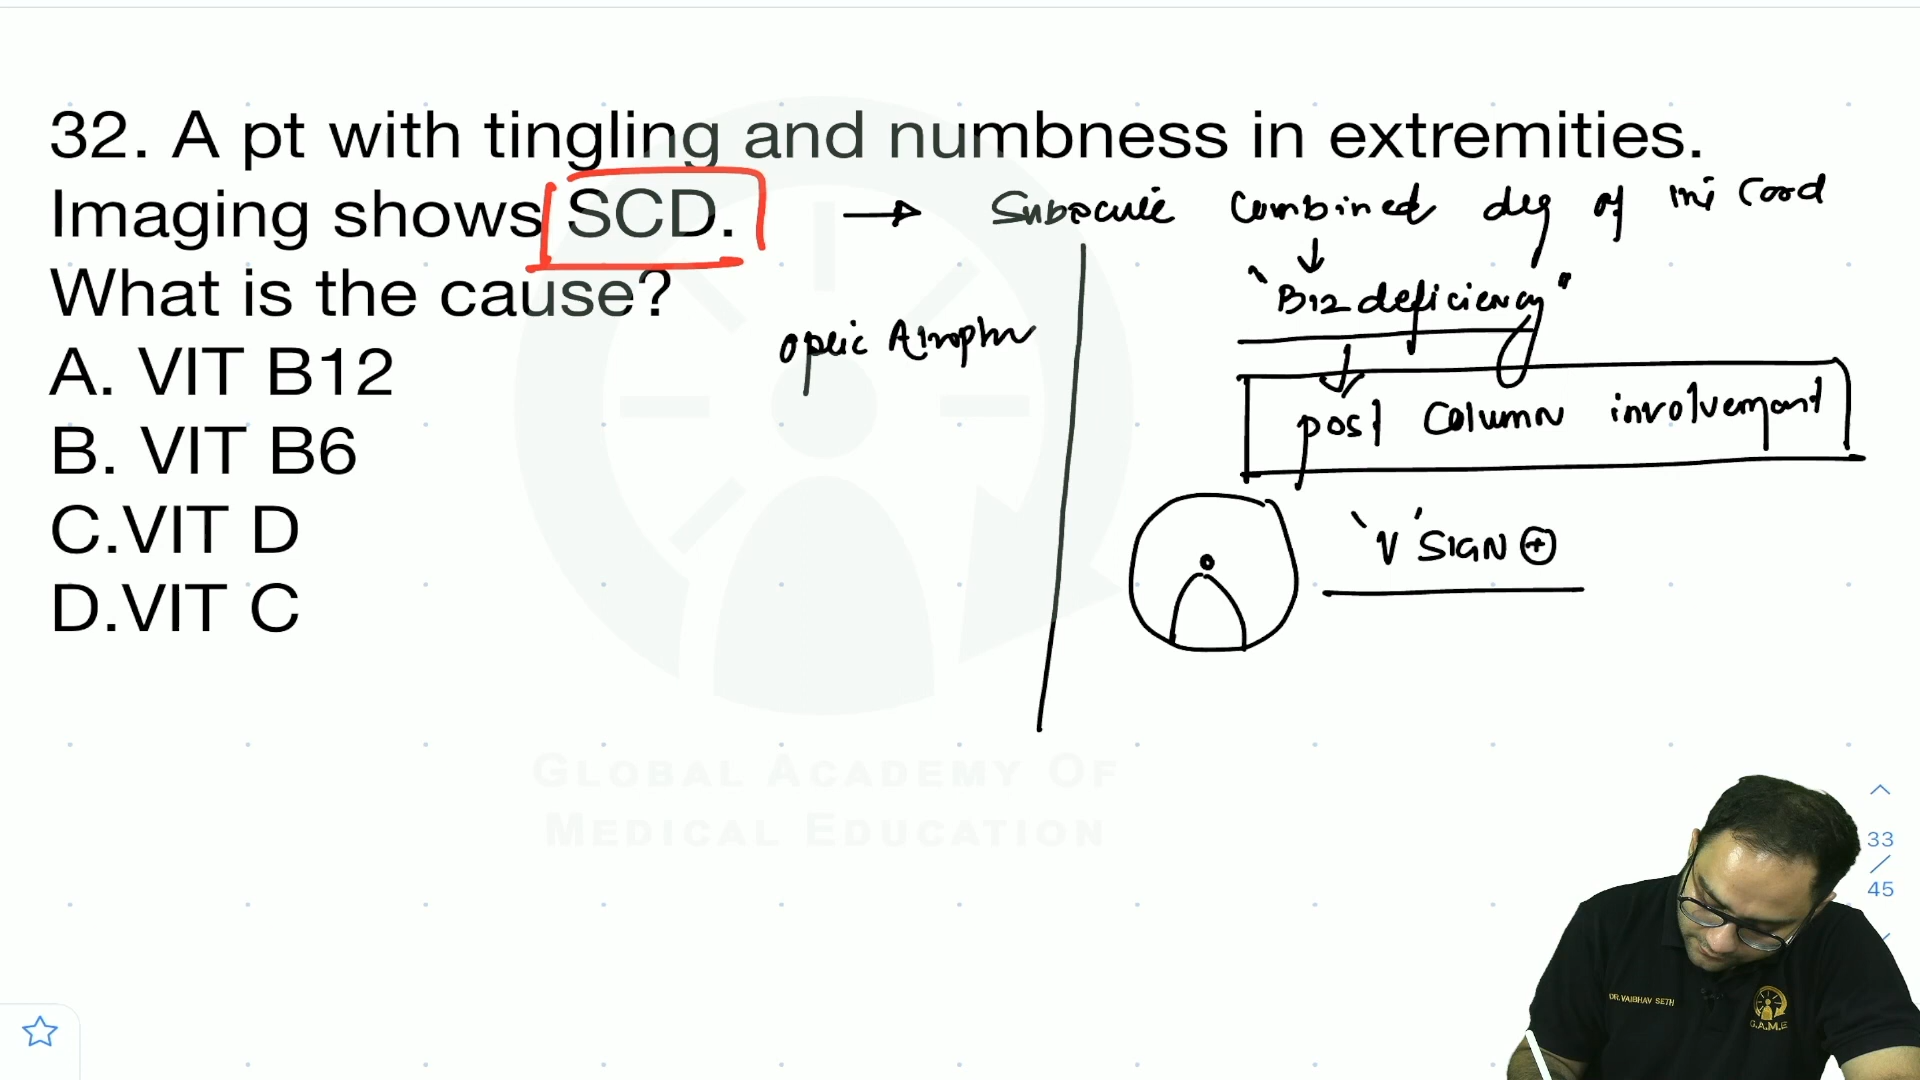 32. A pt with tingling and numbness in extremities.
Imaging shows SCD. → Subacute Combined deg of the Cord
What is the cause?
"B12 deficiency"
optic Atrophy
A. VIT B12
post Column involvement
B. VIT B6
C.VIT D
'V' SIGN +
D.VIT C
GLOBAL ACADEMY OF
MEDICAL EDUCATION
33
/
45
DR.VAIBHAV SETH
G.A.M.E